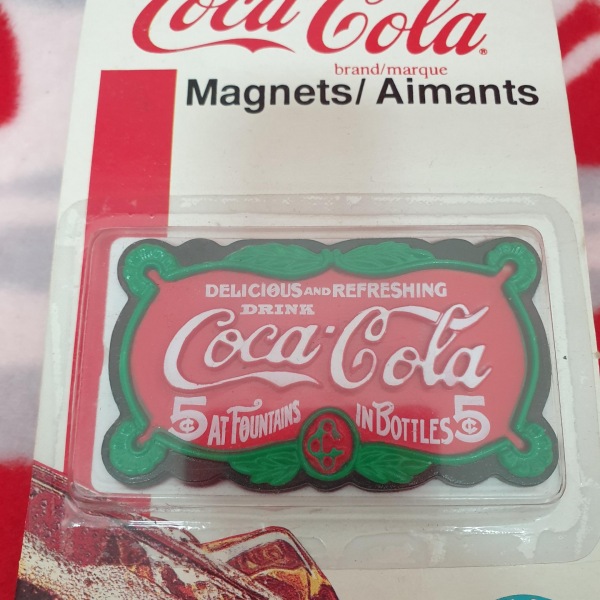 Coca-Cola®
brand/marque
Magnets/ Aimants
DELICIOUS AND REFRESHING
DRINK
Coca-Cola
5¢ AT FOUNTAINS IN BOTTLES 5¢